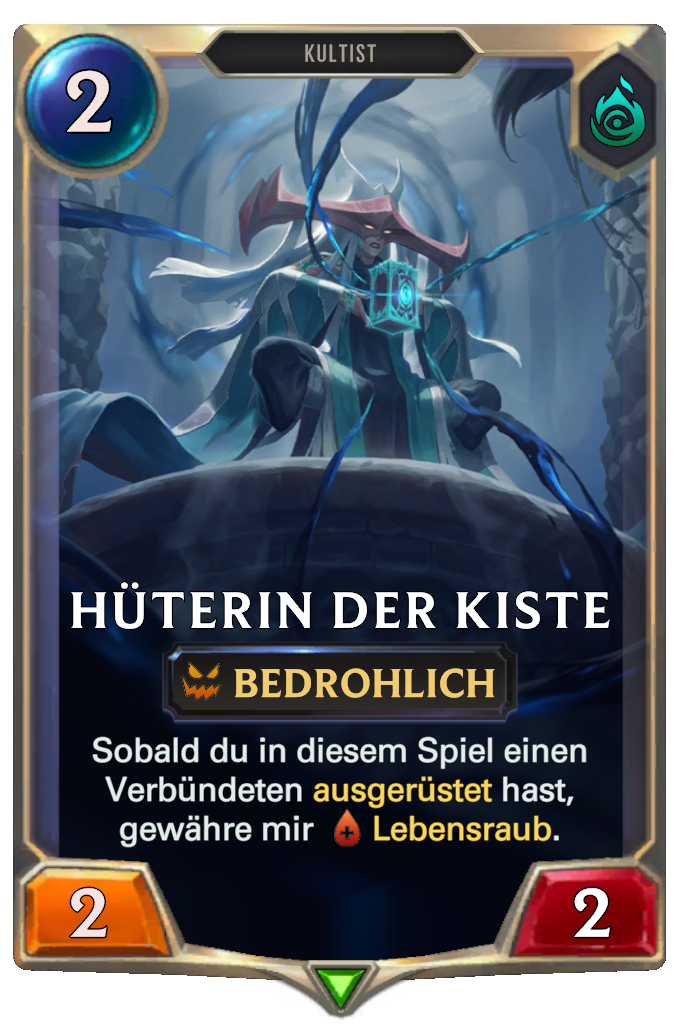 KULTIST
2
HÜTERIN DER KISTE
BEDROHLICH
Sobald du in diesem Spiel einen
Verbündeten ausgerüstet hast,
gewähre mir Lebensraub.
2
2